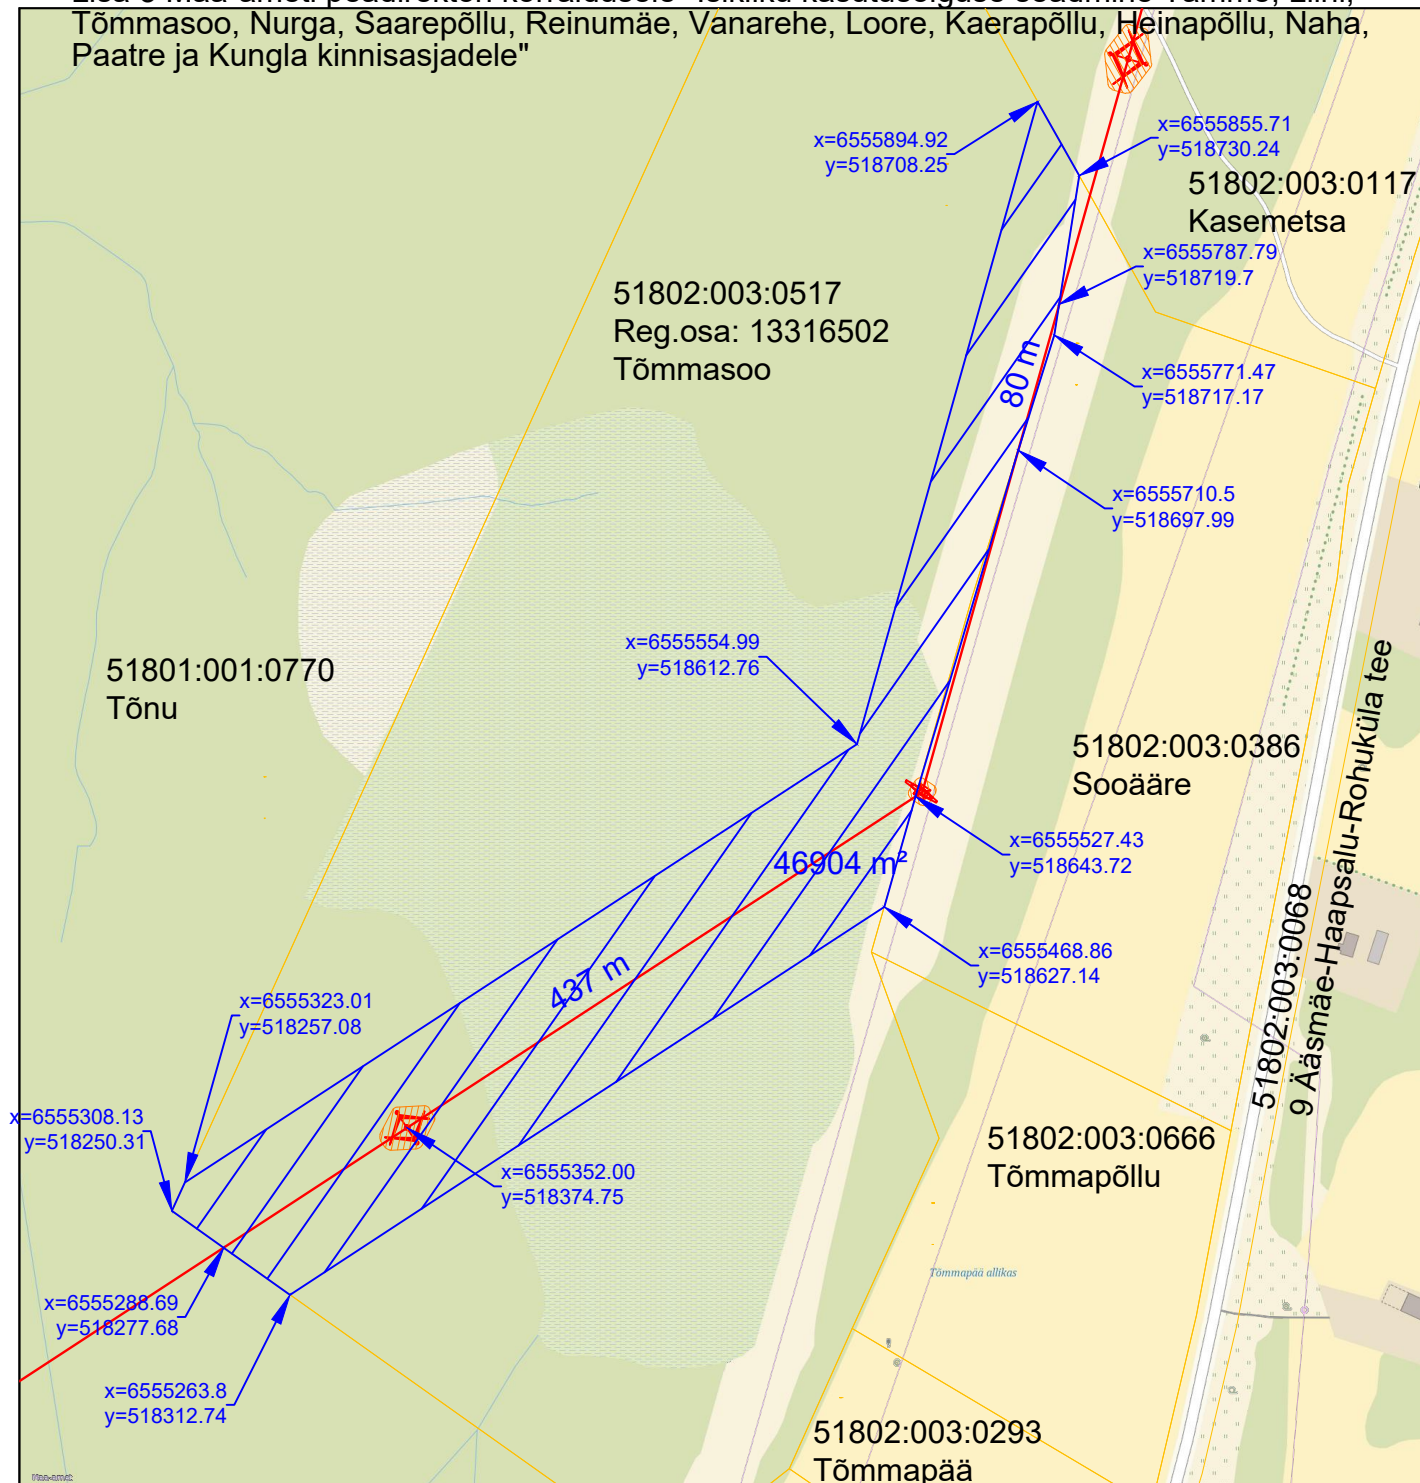 Tõmmasoo, Nurga, Saarepõllu, Reinumäe, Vanarehe, Loore, Kaerapõllu, Heinapõllu, Naha,
Paatre ja Kungla kinnisasjadele"
x=6555894.92
y=518708.25
x=6555855.71
y=518730.24
51802:003:0117
Kasemetsa
x=6555787.79
y=518719.7
51802:003:0517
Reg.osa: 13316502
Tõmmasoo
80 m
x=6555771.47
y=518717.17
x=6555710.5
y=518697.99
x=6555554.99
y=518612.76
51801:001:0770
Tõnu
51802:003:0386
Sooääre
x=6555527.43
y=518643.72
46904 m²
x=6555468.86
y=518627.14
437 m
51802:003:0068
9 Ääsmäe-Haapsalu-Rohuküla tee
x=6555323.01
y=518257.08
x=6555308.13
y=518250.31
x=6555352.00
y=518374.75
51802:003:0666
Tõmmapõllu
Tõmmapää allikas
x=6555288.69
y=518277.68
x=6555263.8
y=518312.74
51802:003:0293
Tõmmapää
Maa-amet